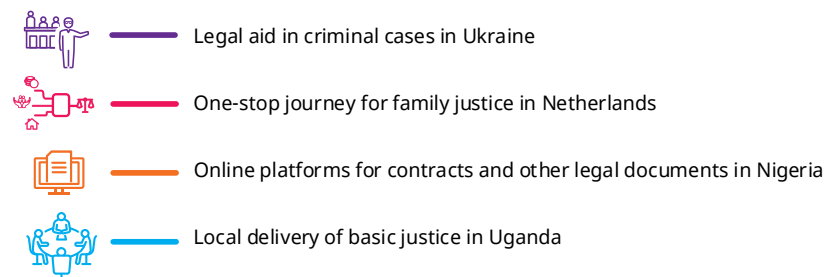 Legal aid in criminal cases in Ukraine
One-stop journey for family justice in Netherlands
Online platforms for contracts and other legal documents in Nigeria
Local delivery of basic justice in Uganda